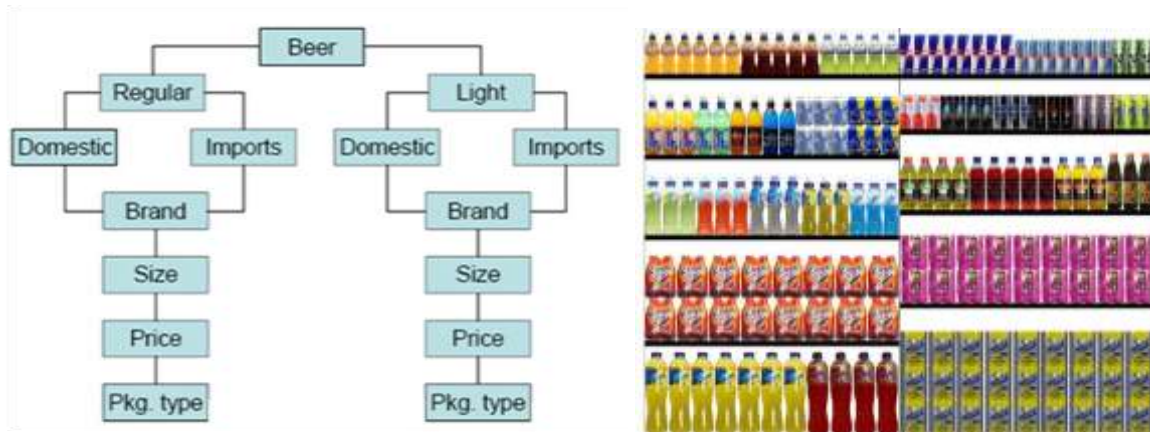 Beer
Regular
Light
Domestic
Imports
Domestic
Imports
Brand
Brand
Size
Size
Price
Price
Pkg. type
Pkg. type